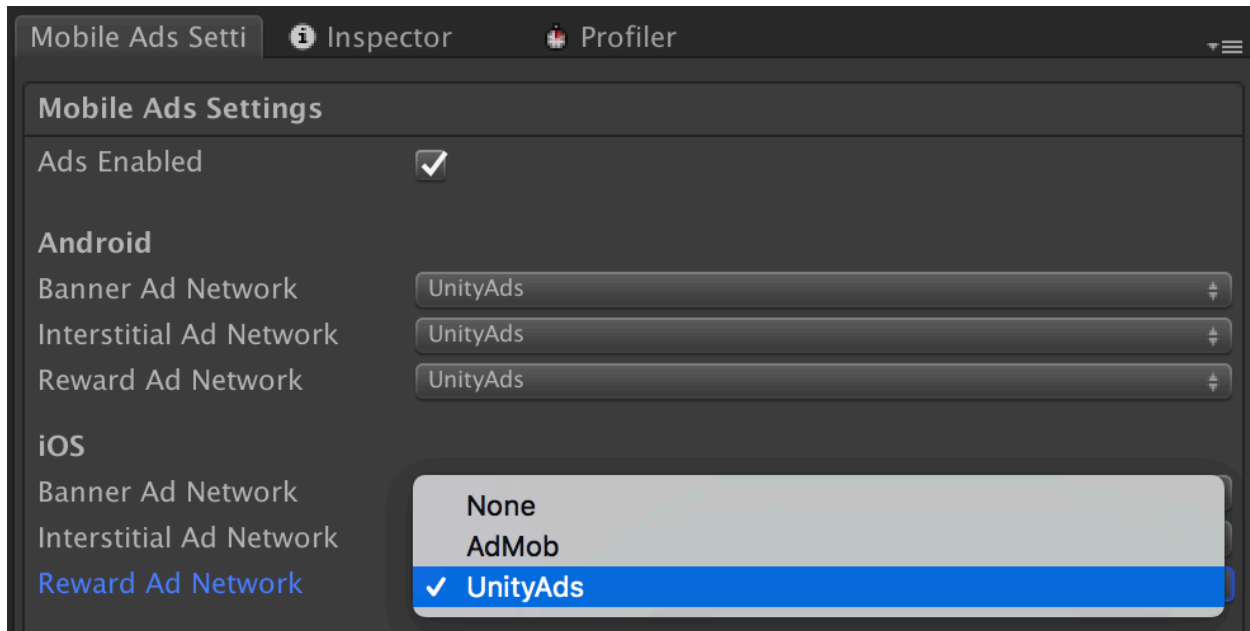 Mobile Ads Setti Inspector Profiler
Mobile Ads Settings
Ads Enabled
Android
Banner Ad Network UnityAds
Interstitial Ad Network UnityAds
Reward Ad Network UnityAds
iOS
Banner Ad Network
None
Interstitial Ad Network
AdMob
Reward Ad Network UnityAds